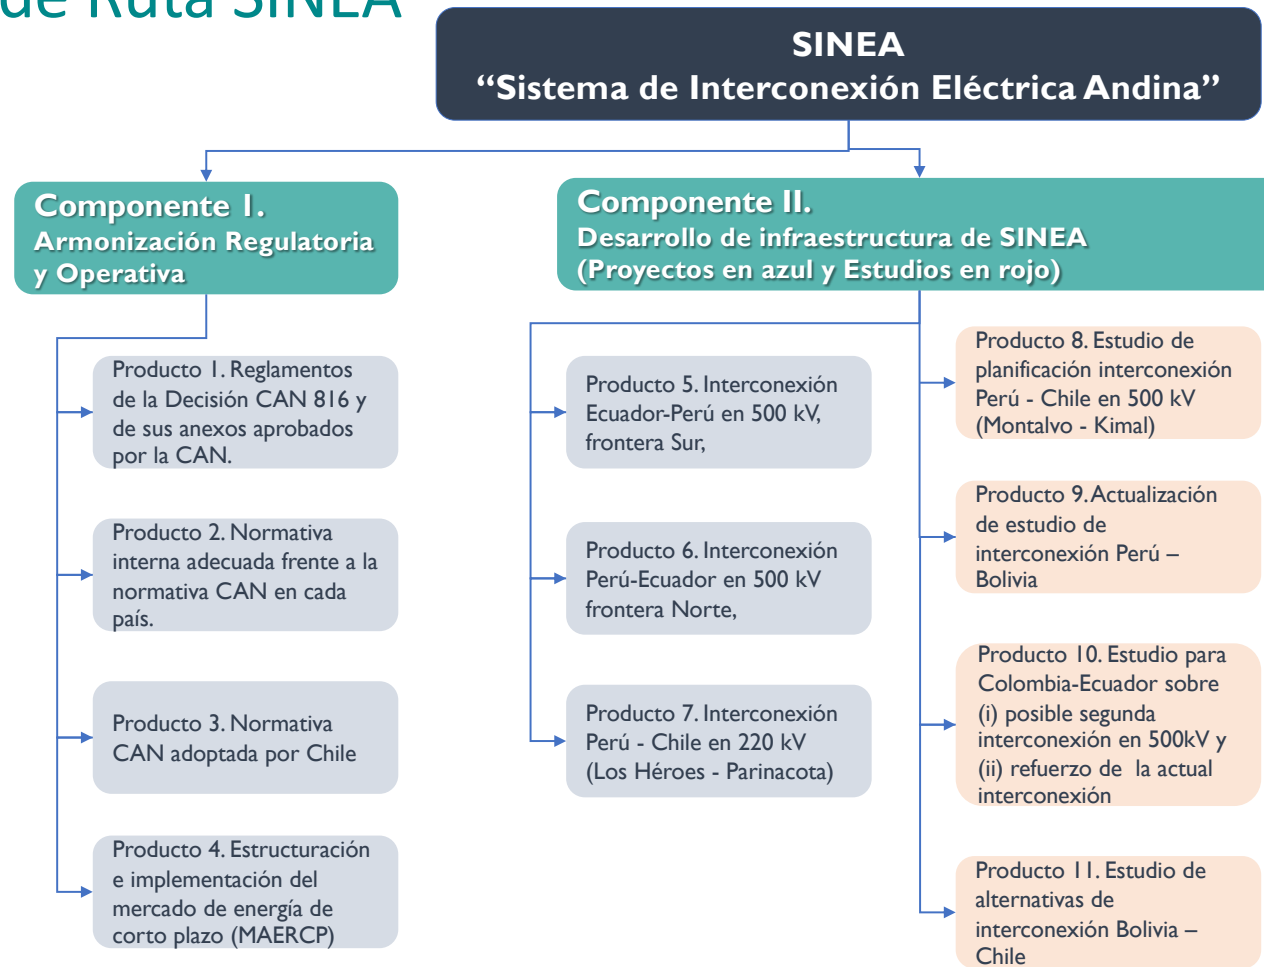 de Ruta SINEA
SINEA
“Sistema de Interconexión Eléctrica Andina”
Componente 1.
Armonización Regulatoria
y Operativa
Producto 1. Reglamentos
de la Decisión CAN 816 y
de sus anexos aprobados
por la CAN.
Producto 2. Normativa
interna adecuada frente a la
normativa CAN en cada
país.
Producto 3. Normativa
CAN adoptada por Chile
Producto 4. Estructuración
e implementación del
mercado de energía de
corto plazo (MAERCP)
Componente II.
Desarrollo de infraestructura de SINEA
(Proyectos en azul y Estudios en rojo)
Producto 5. Interconexión
Ecuador-Perú en 500 kV,
frontera Sur,
Producto 6. Interconexión
Perú-Ecuador en 500 kV
frontera Norte,
Producto 7. Interconexión
Perú - Chile en 220 kV
(Los Héroes - Parinacota)
Producto 8. Estudio de
planificación interconexión
Perú - Chile en 500 kV
(Montalvo - Kimal)
Producto 9. Actualización
de estudio de
interconexión Perú –
Bolivia
Producto 10. Estudio para
Colombia-Ecuador sobre
(i) posible segunda
interconexión en 500kV y
(ii) refuerzo de la actual
interconexión
Producto 11. Estudio de
alternativas de
interconexión Bolivia –
Chile